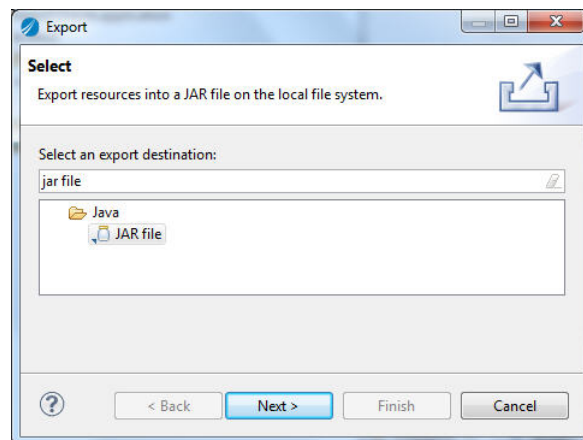 Export
Select
Export resources into a JAR file on the local file system.
Select an export destination:
jar file
Java
JAR file
?
< Back
Next >
Finish
Cancel